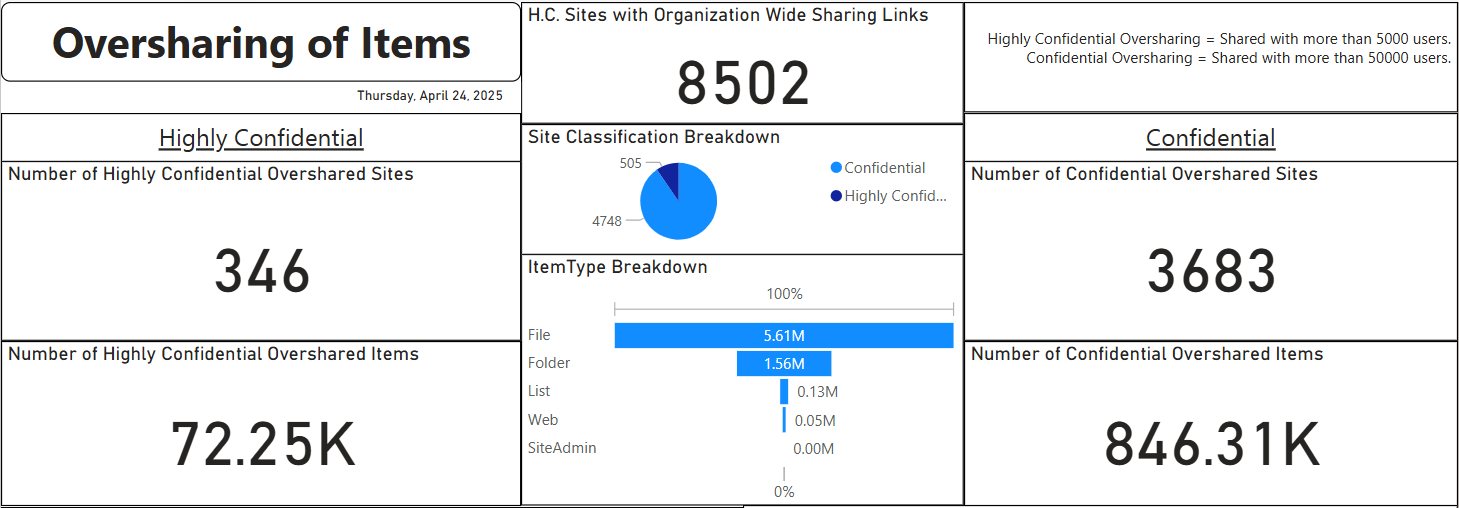 Oversharing of Items
Thursday, April 24, 2025
H.C. Sites with Organization Wide Sharing Links
8502
Highly Confidential Oversharing = Shared with more than 5000 users.
Confidential Oversharing = Shared with more than 50000 users.
Highly Confidential
Number of Highly Confidential Overshared Sites
346
Number of Highly Confidential Overshared Items
72.25K
Site Classification Breakdown
505
4748
Confidential
Highly Confid...
ItemType Breakdown
100%
File 5.61M
Folder 1.56M
List 0.13M
Web 0.05M
SiteAdmin 0.00M
0%
Confidential
Number of Confidential Overshared Sites
3683
Number of Confidential Overshared Items
846.31K